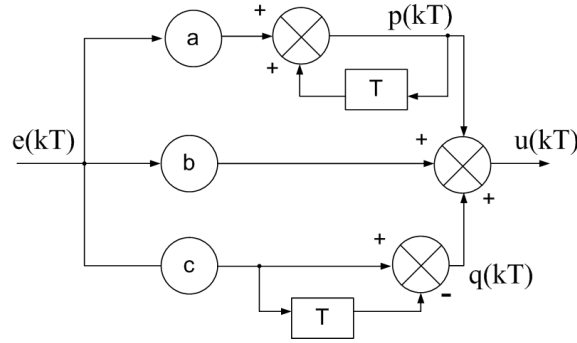 + p(kT)
a
+
T
e(kT) + u(kT)
b
+
+
c
q(kT)
-
T